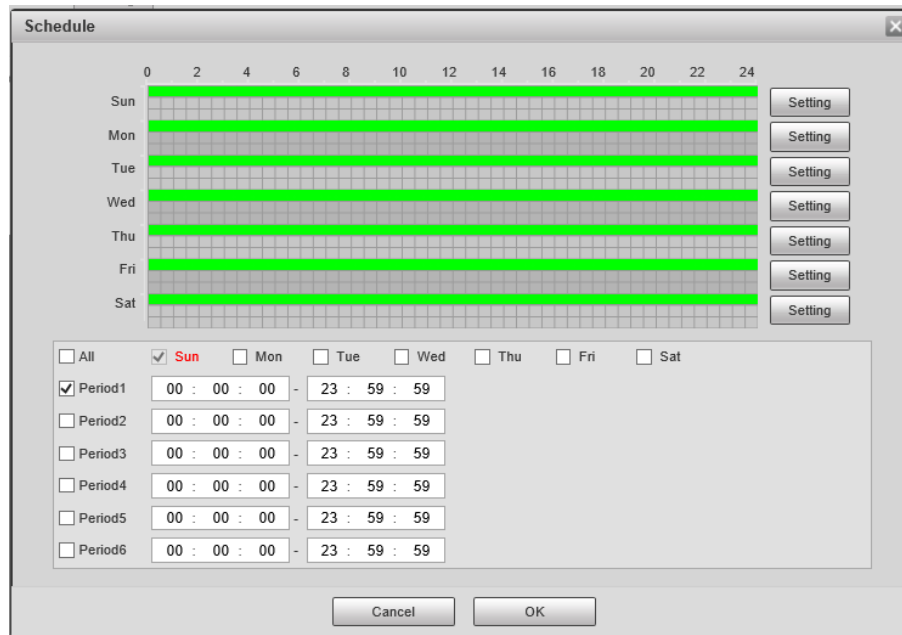 Schedule
0 2 4 6 8 10 12 14 16 18 20 22 24
Sun Setting
Mon Setting
Tue Setting
Wed Setting
Thu Setting
Fri Setting
Sat Setting
All Sun Mon Tue Wed Thu Fri Sat
Period1 00 : 00 : 00 - 23 : 59 : 59
Period2 00 : 00 : 00 - 23 : 59 : 59
Period3 00 : 00 : 00 - 23 : 59 : 59
Period4 00 : 00 : 00 - 23 : 59 : 59
Period5 00 : 00 : 00 - 23 : 59 : 59
Period6 00 : 00 : 00 - 23 : 59 : 59
Cancel OK